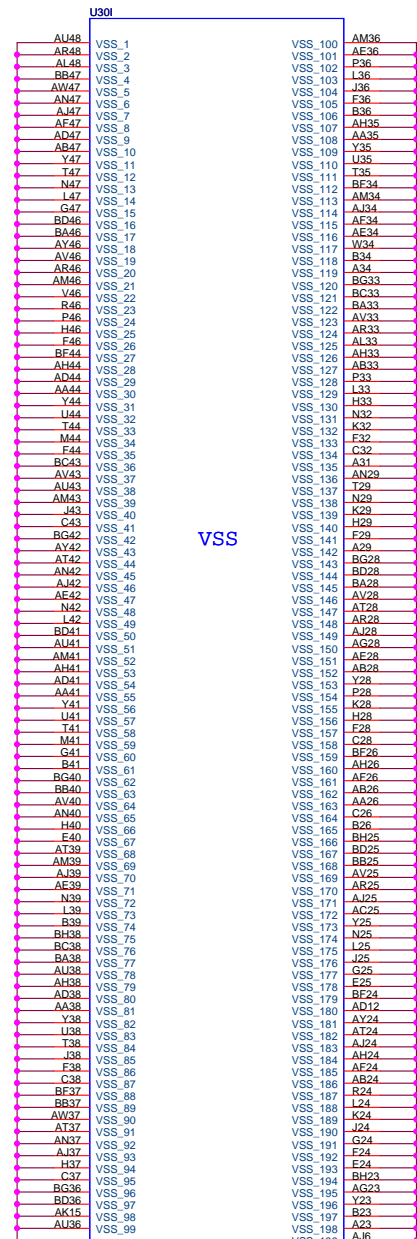 U30I
AU48 VSS_1 VSS_100 AM36
AR48 VSS_2 VSS_101 AE36
AL48 VSS_3 VSS_102 P36
BB47 VSS_4 VSS_103 L36
AW47 VSS_5 VSS_104 J36
AN47 VSS_6 VSS_105 F36
AJ47 VSS_7 VSS_106 B36
AF47 VSS_8 VSS_107 AH35
AD47 VSS_9 VSS_108 AA35
AB47 VSS_10 VSS_109 Y35
Y47 VSS_11 VSS_110 U35
T47 VSS_12 VSS_111 T35
N47 VSS_13 VSS_112 BF34
L47 VSS_14 VSS_113 AM34
G47 VSS_15 VSS_114 AJ34
BD46 VSS_16 VSS_115 AF34
BA46 VSS_17 VSS_116 AE34
AY46 VSS_18 VSS_117 W34
AV46 VSS_19 VSS_118 B34
AR46 VSS_20 VSS_119 A34
AM46 VSS_21 VSS_120 BG33
V46 VSS_22 VSS_121 BC33
R46 VSS_23 VSS_122 BA33
P46 VSS_24 VSS_123 AV33
H46 VSS_25 VSS_124 AR33
F46 VSS_26 VSS_125 AL33
BF44 VSS_27 VSS_126 AH33
AH44 VSS_28 VSS_127 AB33
AD44 VSS_29 VSS_128 P33
AA44 VSS_30 VSS_129 L33
Y44 VSS_31 VSS_130 H33
U44 VSS_32 VSS_131 N32
T44 VSS_33 VSS_132 K32
M44 VSS_34 VSS_133 F32
F44 VSS_35 VSS_134 C32
BC43 VSS_36 VSS_135 A31
AV43 VSS_37 VSS_136 AN29
AU43 VSS_38 VSS_137 T29
AM43 VSS_39 VSS_138 N29
J43 VSS_40 VSS_139 K29
C43 VSS_41 VSS_140 H29
BG42 VSS_42 VSS VSS_141 F29
AY42 VSS_43 VSS_142 A29
AT42 VSS_44 VSS_143 BG28
AN42 VSS_45 VSS_144 BD28
AJ42 VSS_46 VSS_145 BA28
AE42 VSS_47 VSS_146 AV28
N42 VSS_48 VSS_147 AT28
L42 VSS_49 VSS_148 AR28
BD41 VSS_50 VSS_149 AJ28
AU41 VSS_51 VSS_150 AG28
AM41 VSS_52 VSS_151 AE28
AH41 VSS_53 VSS_152 AB28
AD41 VSS_54 VSS_153 Y28
AA41 VSS_55 VSS_154 P28
Y41 VSS_56 VSS_155 K28
U41 VSS_57 VSS_156 H28
T41 VSS_58 VSS_157 F28
M41 VSS_59 VSS_158 C28
G41 VSS_60 VSS_159 BF26
B41 VSS_61 VSS_160 AH26
BG40 VSS_62 VSS_161 AF26
BB40 VSS_63 VSS_162 AB26
AV40 VSS_64 VSS_163 AA26
AN40 VSS_65 VSS_164 C26
H40 VSS_66 VSS_165 B26
E40 VSS_67 VSS_166 BH25
AT39 VSS_68 VSS_167 BD25
AM39 VSS_69 VSS_168 BB25
AJ39 VSS_70 VSS_169 AV25
AE39 VSS_71 VSS_170 AR25
N39 VSS_72 VSS_171 AJ25
L39 VSS_73 VSS_172 AC25
B39 VSS_74 VSS_173 Y25
BH38 VSS_75 VSS_174 N25
BC38 VSS_76 VSS_175 L25
BA38 VSS_77 VSS_176 J25
AU38 VSS_78 VSS_177 G25
AH38 VSS_79 VSS_178 E25
AD38 VSS_80 VSS_179 BF24
AA38 VSS_81 VSS_180 AD12
Y38 VSS_82 VSS_181 AY24
U38 VSS_83 VSS_182 AT24
T38 VSS_84 VSS_183 AJ24
J38 VSS_85 VSS_184 AH24
F38 VSS_86 VSS_185 AF24
C38 VSS_87 VSS_186 AB24
BF37 VSS_88 VSS_187 R24
BB37 VSS_89 VSS_188 L24
AW37 VSS_90 VSS_189 K24
AT37 VSS_91 VSS_190 J24
AN37 VSS_92 VSS_191 G24
AJ37 VSS_93 VSS_192 F24
H37 VSS_94 VSS_193 E24
C37 VSS_95 VSS_194 BH23
BG36 VSS_96 VSS_195 AG23
BD36 VSS_97 VSS_196 Y23
AK15 VSS_98 VSS_197 B23
AU36 VSS_99 VSS_198 A23
AJ6